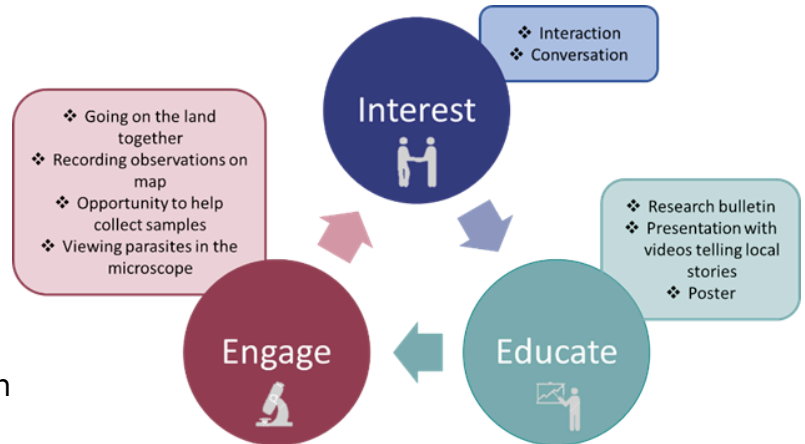 ❖ Interaction
❖ Conversation
Interest
❖ Going on the land
together
❖ Recording observations on
map
❖ Opportunity to help
collect samples
❖ Viewing parasites in the
microscope
❖ Research bulletin
❖ Presentation with
videos telling local
stories
❖ Poster
Engage
Educate